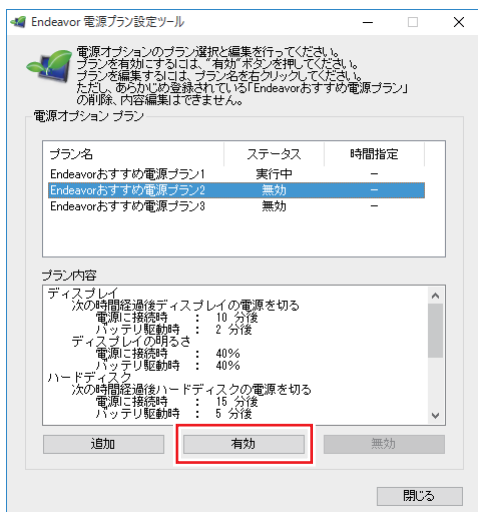 Endeavor 電源プラン設定ツール
電源オプションのプラン選択と編集を行ってください。
プランを有効にするには、"有効"ボタンを押してください。
プランを編集するには、プラン名を右クリックしてください。
ただし、あらかじめ登録されている「Endeavorおすすめ電源プラン」
の削除、内容編集はできません。
電源オプション プラン
プラン名 ステータス 時間指定
Endeavorおすすめ電源プラン1 実行中 −
Endeavorおすすめ電源プラン2 無効 −
Endeavorおすすめ電源プラン3 無効 −
プラン内容
ディスプレイ
次の時間経過後ディスプレイの電源を切る
電源に接続時 : 10 分後
バッテリ駆動時 : 2 分後
ディスプレイの明るさ
電源に接続時 : 40%
バッテリ駆動時 : 40%
ハードディスク
次の時間経過後ハードディスクの電源を切る
電源に接続時 : 15 分後
バッテリ駆動時 : 5 分後
追加 有効 無効
閉じる